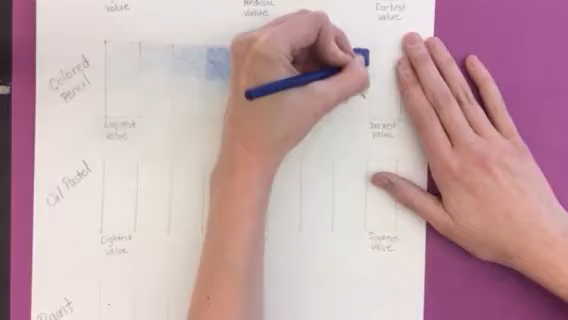 Value
Medium
Value
Darkest
Value
Colored
Pencil
Lightest
Value
Darkest
Value
Oil Pastel
Lightest
Value
Darkest
Value
Paint